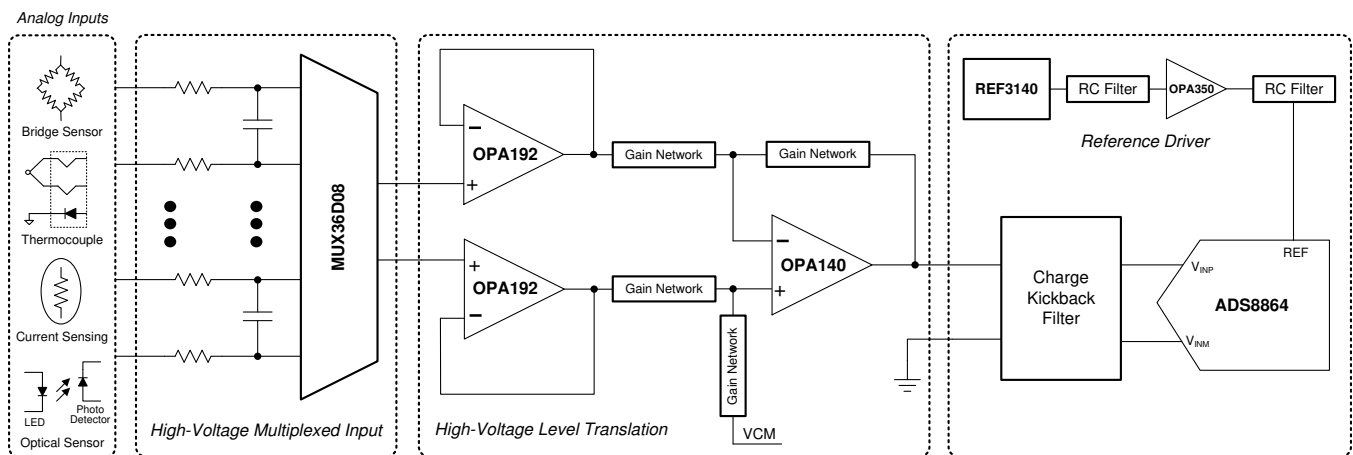 Analog Inputs
Bridge Sensor
Thermocouple
Current Sensing
LED
Photo
Detector
Optical Sensor
MUX36D08
High-Voltage Multiplexed Input
OPA192
+
Gain Network
Gain Network
OPA140
+
OPA192
+
Gain Network
Gain Network
VCM
High-Voltage Level Translation
REF3140
RC Filter
OPA350
RC Filter
Reference Driver
Charge
Kickback
Filter
REF
VINP
ADS8864
VINM